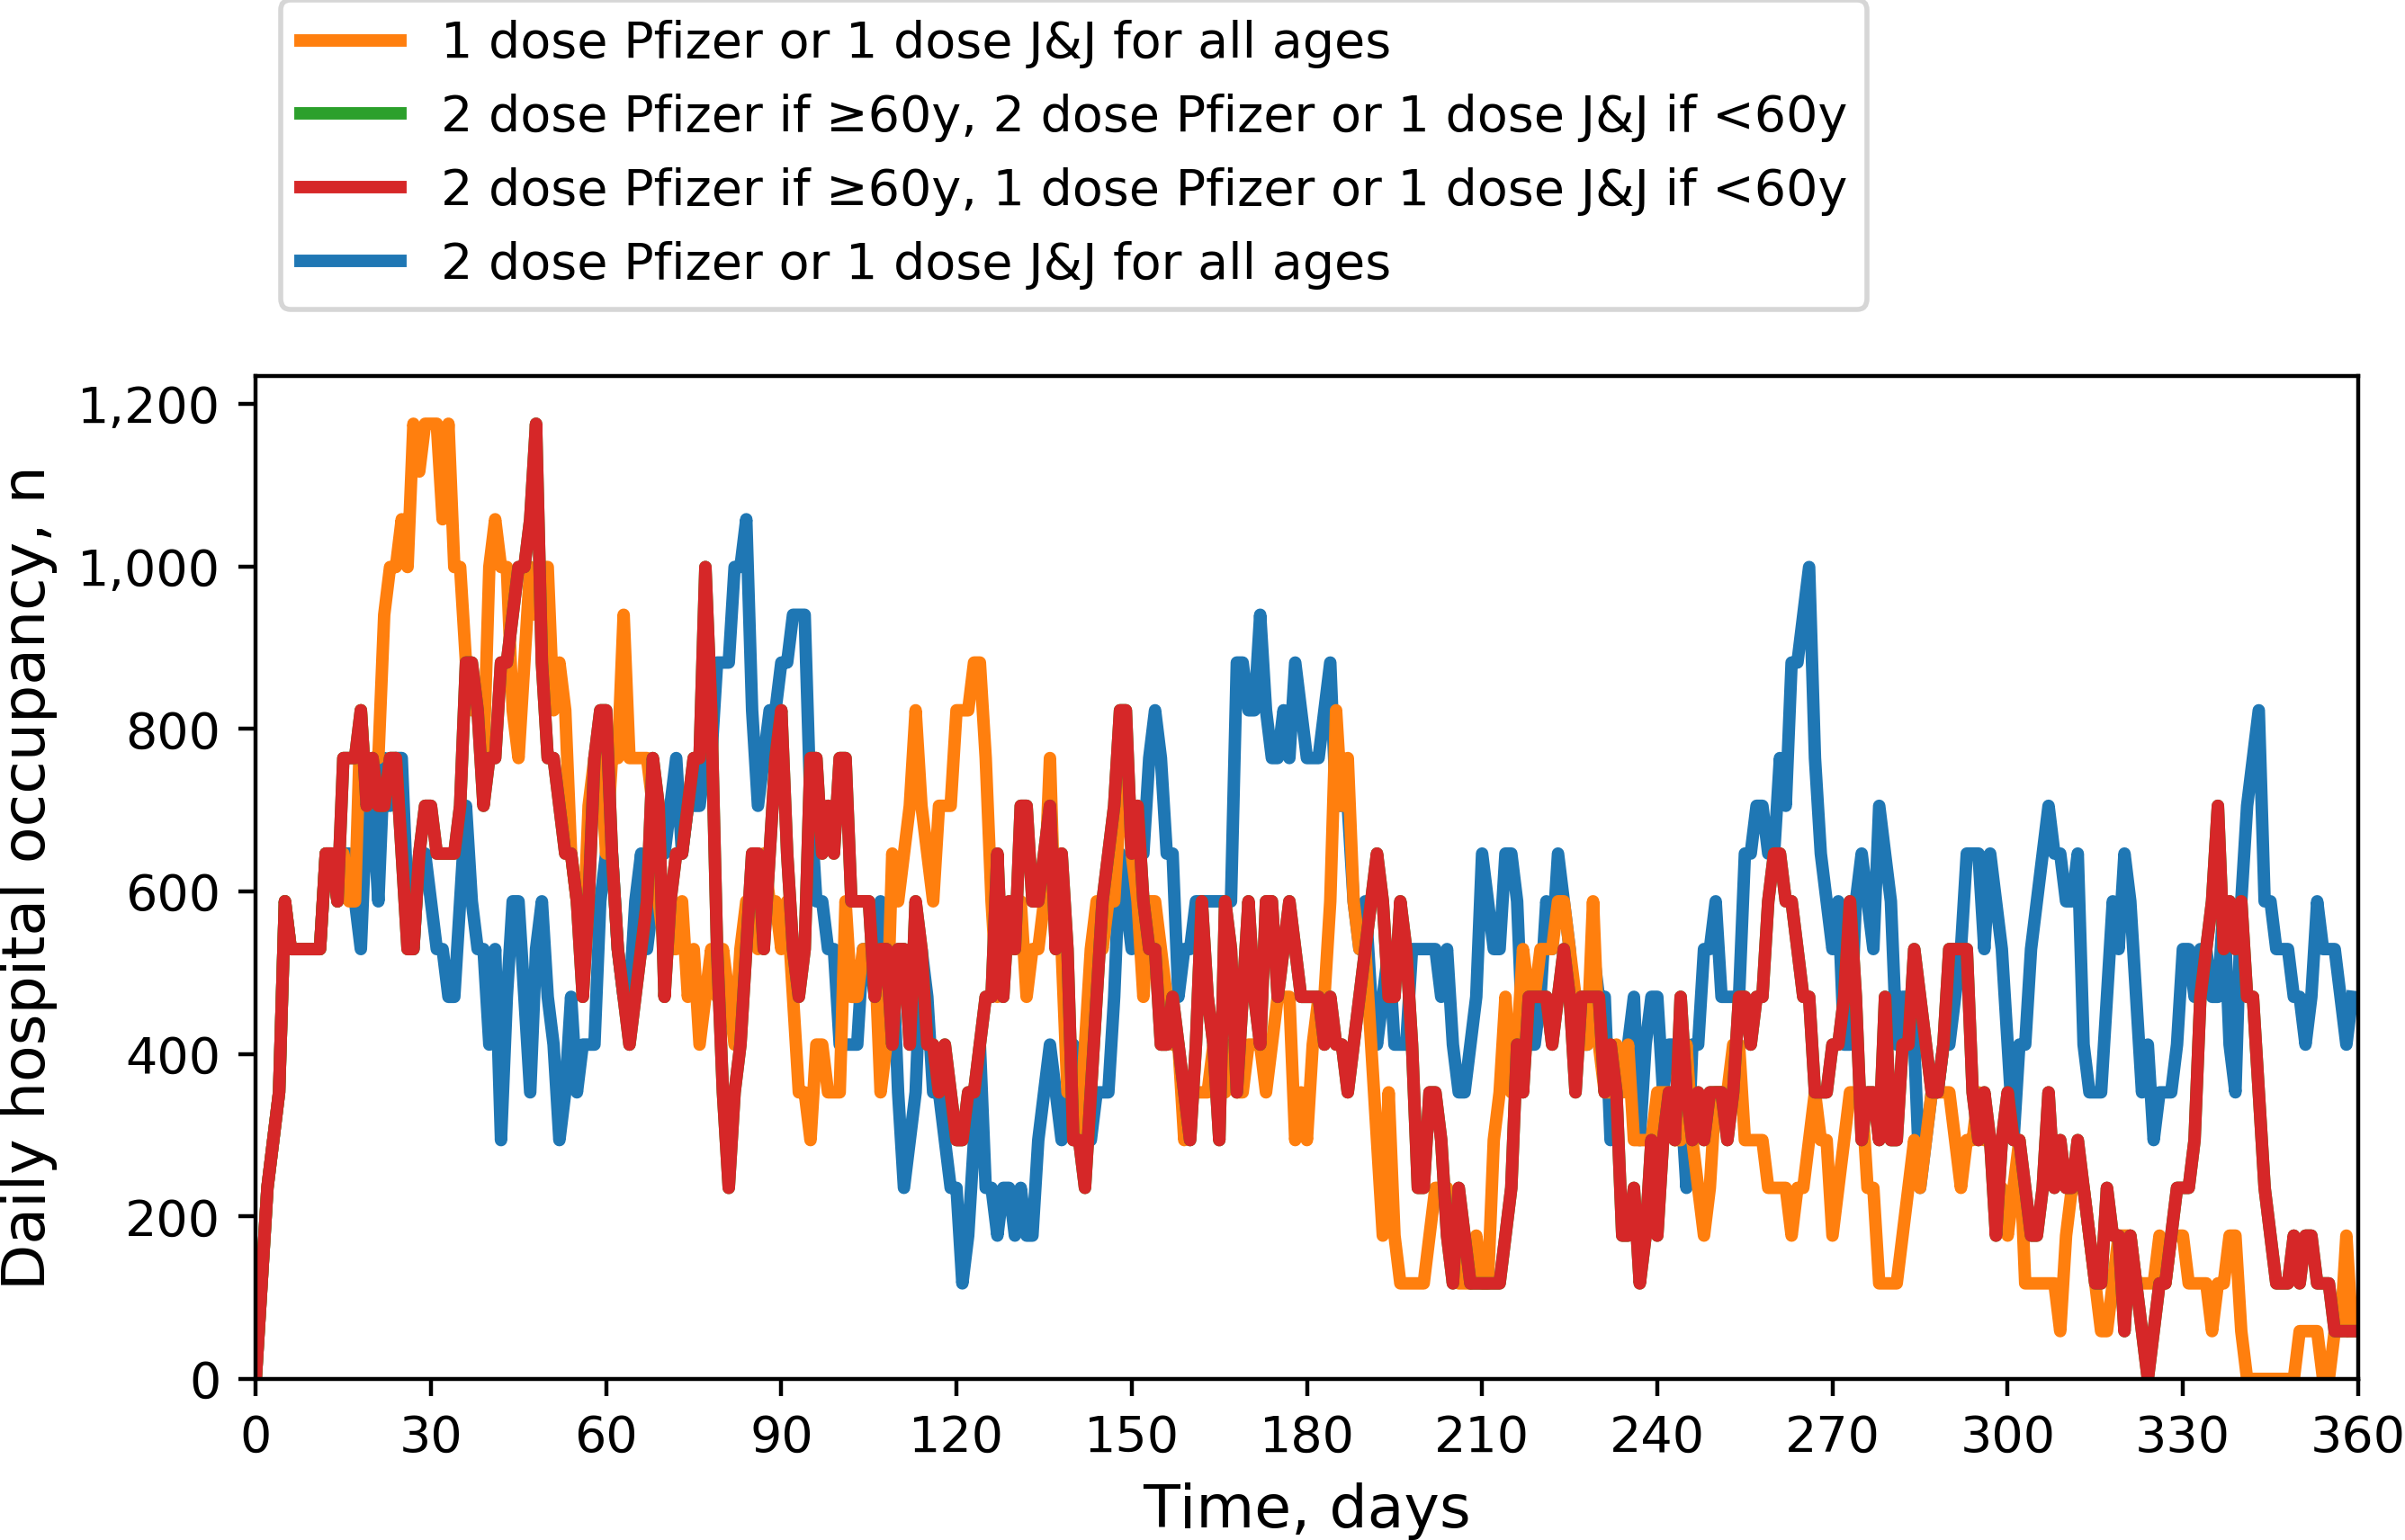 1 dose Pfizer or 1 dose J&J for all ages
2 dose Pfizer if ≥60y, 2 dose Pfizer or 1 dose J&J if <60y
2 dose Pfizer if ≥60y, 1 dose Pfizer or 1 dose J&J if <60y
2 dose Pfizer or 1 dose J&J for all ages
Daily hospital occupancy, n
1,200
1,000
800
600
400
200
0
0 30 60 90 120 150 180 210 240 270 300 330 360
Time, days